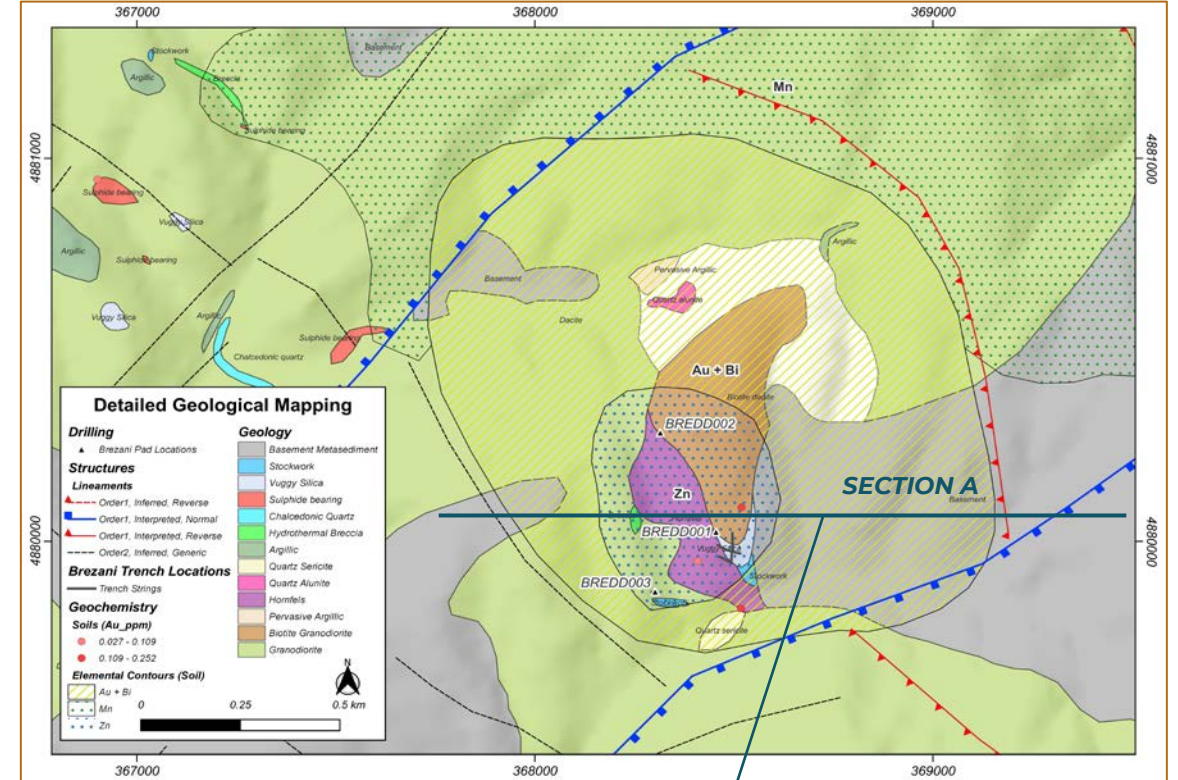 367000
368000
369000
Stockwork
Basement
Argillic
Breccia
Mn
Sulphide bearing
4881000
4881000
Sulphide bearing
Vuggy Silica
Argillic
Argillic
Sulphide bearing
Pervasive Argillic
Basement
Quartz alunite
Vuggy Silica
Argillic
Dacite
Sulphide bearing
Chalcedonic quartz
Au + Bi
Biotite dacite
BREDD002
SECTION A
Zn
Basement
BREDD001
4880000
4880000
Vuggy Silica
Stockwork
BREDD003
Quartz sericite
Detailed Geological Mapping
Drilling
Brezani Pad Locations
Structures
Lineaments
Order1, Inferred, Reverse
Order1, Interpreted, Normal
Order1, Interpreted, Reverse
Order2, Inferred, Generic
Brezani Trench Locations
Trench Strings
Geochemistry
Soils (Au_ppm)
0.027 - 0.109
0.109 - 0.252
Elemental Contours (Soil)
Au + Bi
Mn
Zn
Geology
Basement Metasediment
Stockwork
Vuggy Silica
Sulphide bearing
Chalcedonic Quartz
Hydrothermal Breccia
Argillic
Quartz Sericite
Quartz Alunite
Hornfels
Pervasive Argillic
Biotite Granodiorite
Granodiorite
N
0 0.25 0.5 km
367000
368000
369000